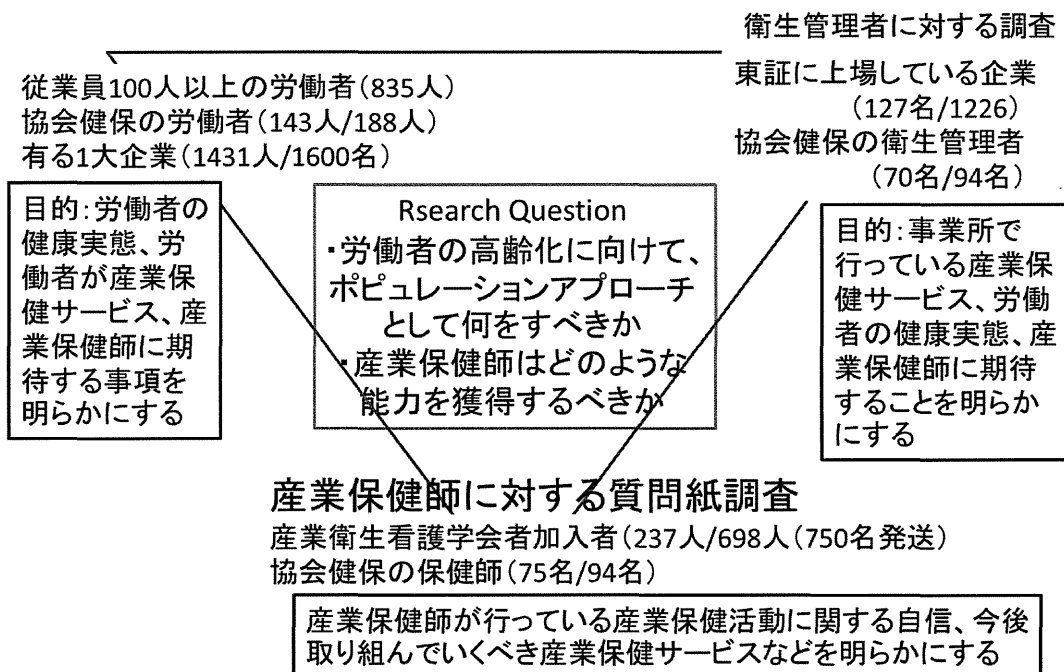 衛生管理者に対する調査
従業員100人以上の労働者(835人)
協会健保の労働者(143人/188人)
有る1大企業(1431人/1600名)
東証に上場している企業
(127名/1226)
協会健保の衛生管理者
(70名/94名)
目的:労働者の
健康実態、労
働者が産業保
健サービス、産
業保健師に期
待する事項を
明らかにする
Rsearch Question
・労働者の高齢化に向けて、
ポピュレーションアプローチ
として何をすべきか
・産業保健師はどのような
能力を獲得するべきか
目的:事業所で
行っている産業保
健サービス、労働
者の健康実態、産
業保健師に期待
することを明らか
にする
産業保健師に対する質問紙調査
産業衛生看護学会者加入者(237人/698人(750名発送)
協会健保の保健師(75名/94名)
産業保健師が行っている産業保健活動に関する自信、今後
取り組んでいくべき産業保健サービスなどを明らかにする